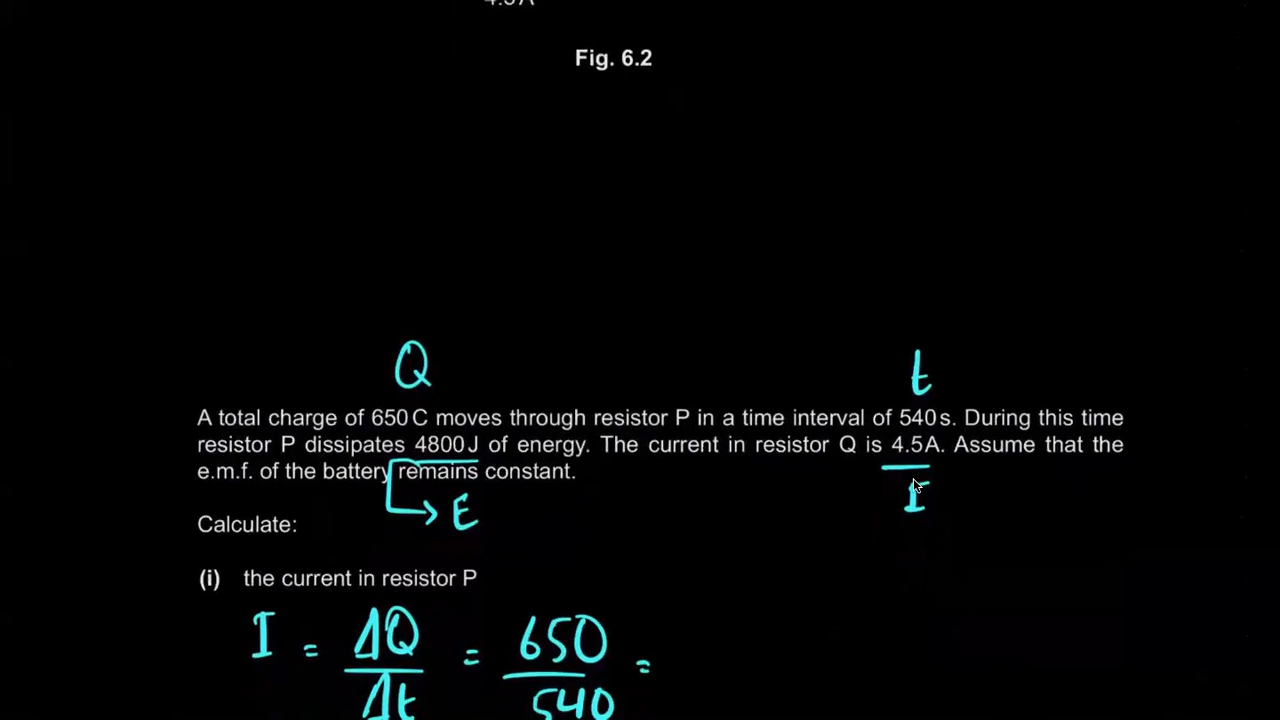 Fig. 6.2
Q
t
A total charge of 650 C moves through resistor P in a time interval of 540 s. During this time
resistor P dissipates 4800 J of energy. The current in resistor Q is 4.5 A. Assume that the
e.m.f. of the battery remains constant.
E
I
Calculate:
(i) the current in resistor P
I = ΔQ / Δt = 650 / 540 =